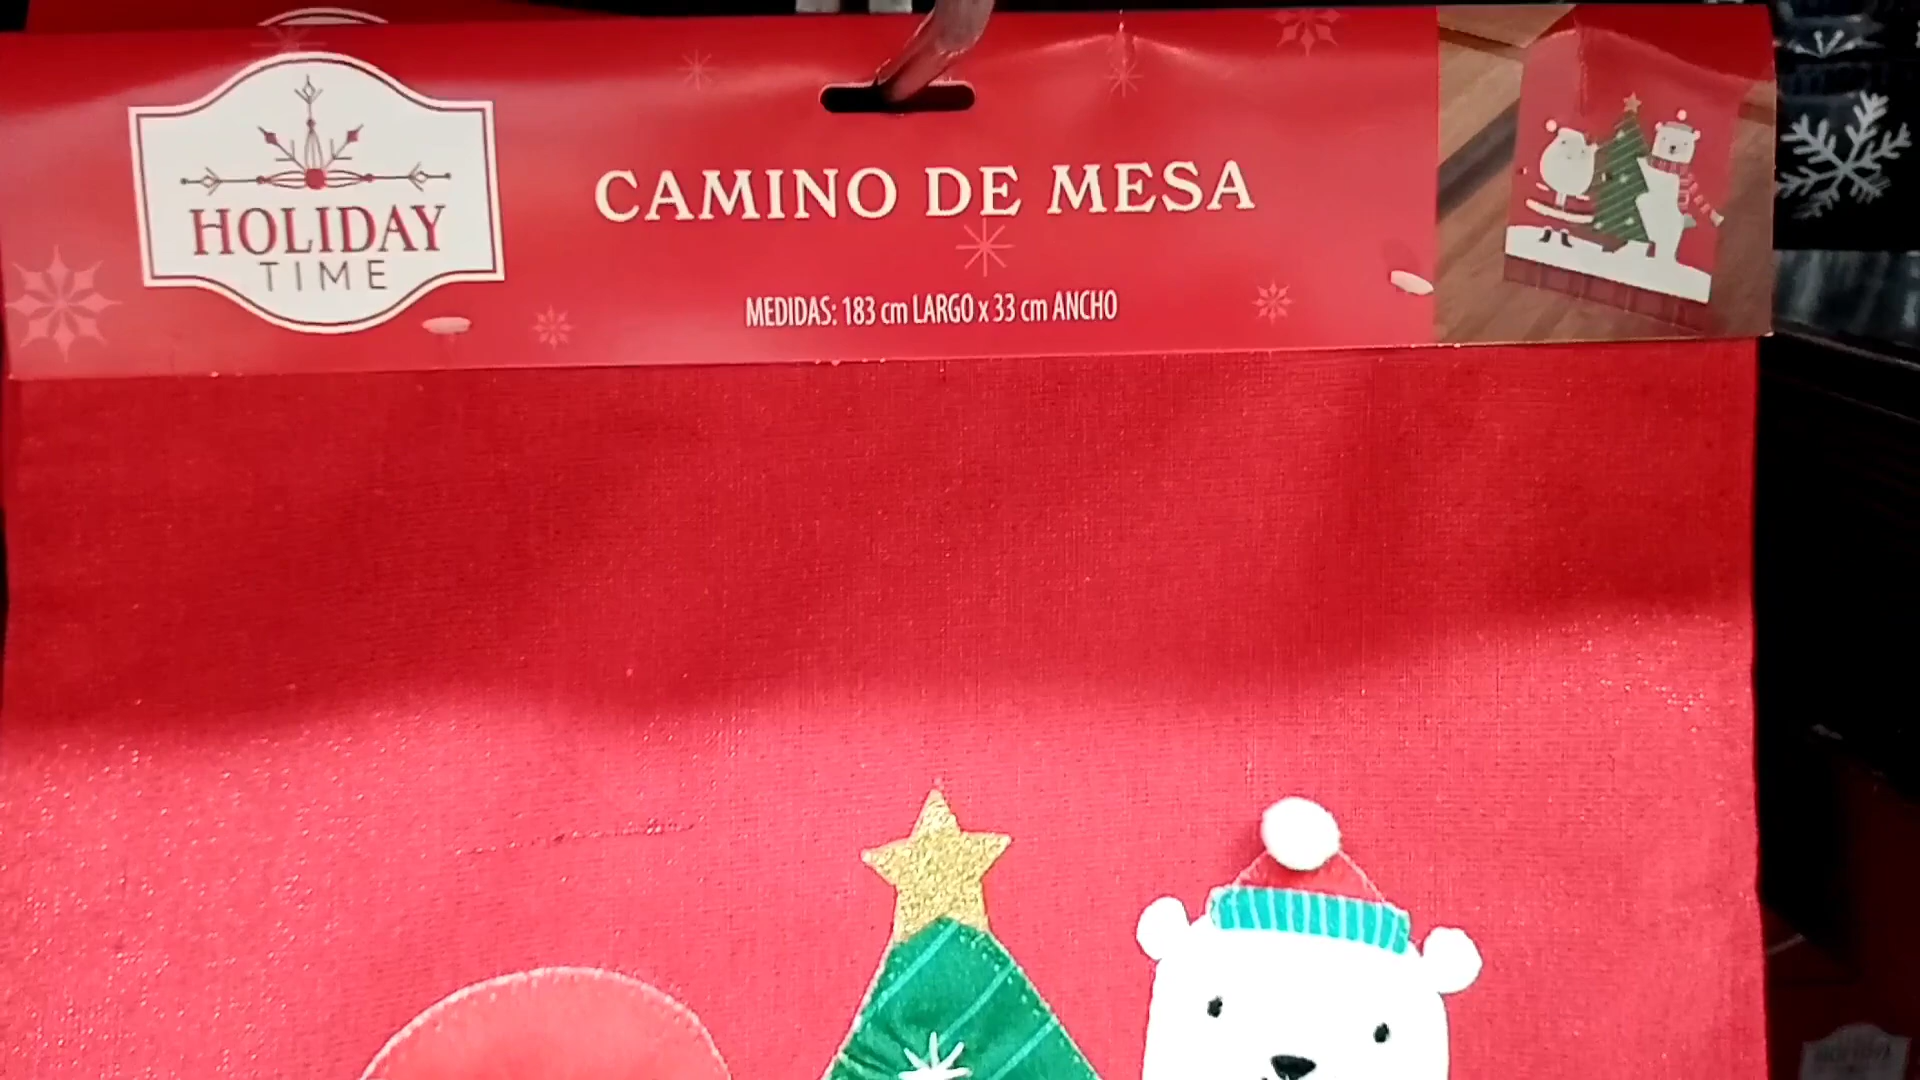 HOLIDAY
TIME
CAMINO DE MESA
MEDIDAS: 183 cm LARGO x 33 cm ANCHO